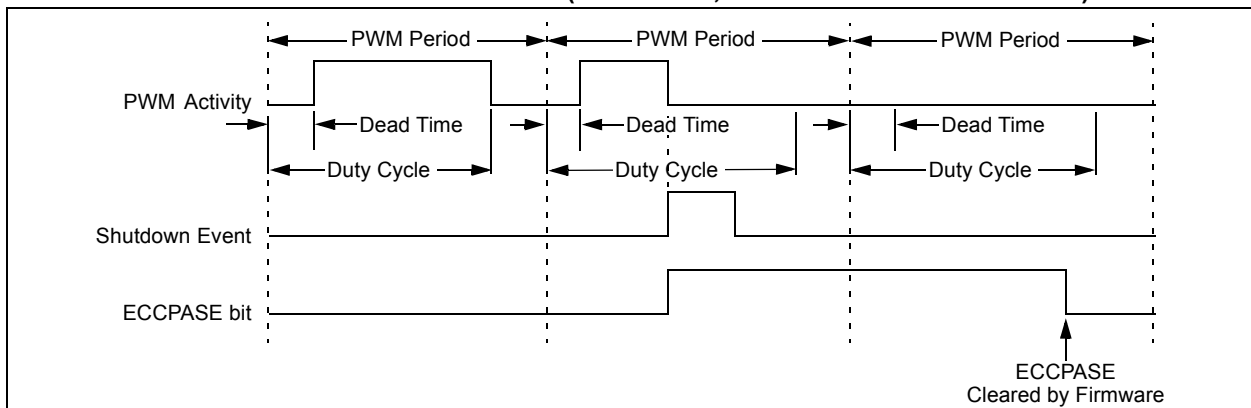 PWM Period PWM Period PWM Period
PWM Activity
Dead Time Dead Time Dead Time
Duty Cycle Duty Cycle Duty Cycle
Shutdown Event
ECCPASE bit
ECCPASE
Cleared by Firmware